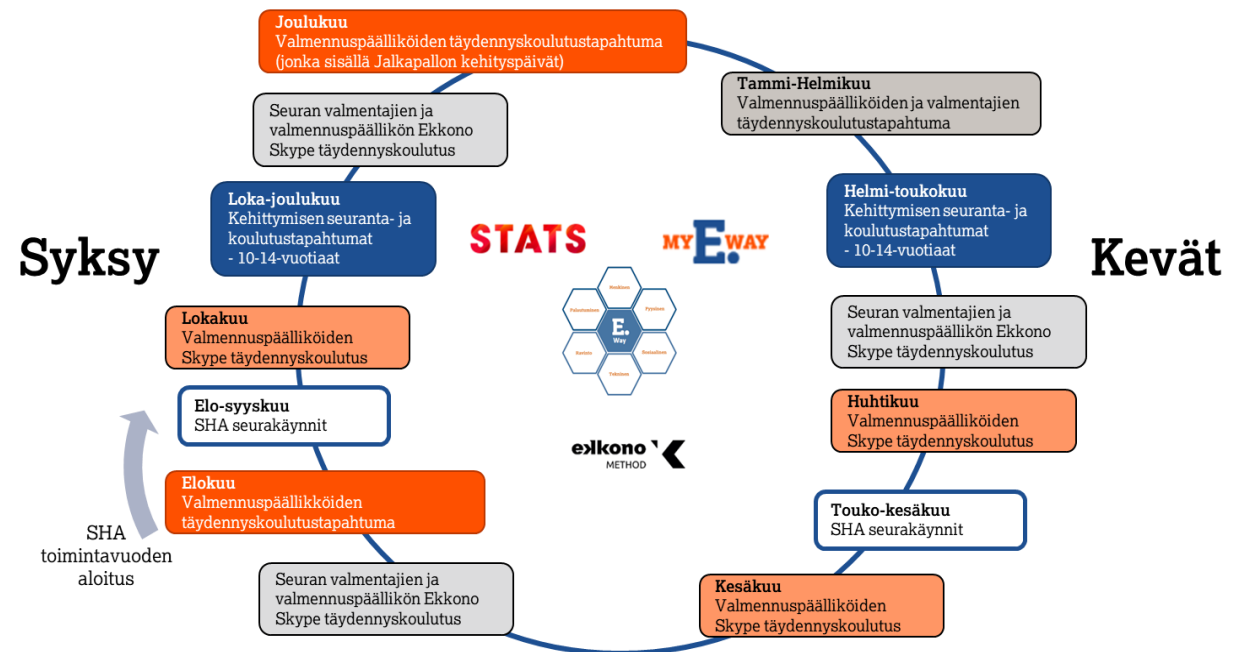 Joulukuu
Valmennuspäälliköiden täydennyskoulutustapahtuma
(jonka sisällä Jalkapallon kehityspäivät)
Tammi-Helmikuu
Valmennuspäälliköiden ja valmentajien
täydennyskoulutustapahtuma
Seuran valmentajien ja
valmennuspäällikön Ekkono
Skype täydennyskoulutus
Loka-joulukuu
Kehittymisen seuranta- ja
koulutustapahtumat
- 10-14-vuotiaat
Helmi-toukokuu
Kehittymisen seuranta- ja
koulutustapahtumat
- 10-14-vuotiaat
Syksy
STATS
MY E. WAY
Kevät
E.
Way
Lokakuu
Valmennuspäälliköiden
Skype täydennyskoulutus
Seuran valmentajien ja
valmennuspäällikön Ekkono
Skype täydennyskoulutus
Elo-syyskuu
SHA seurakäynnit
Huhtikuu
Valmennuspäälliköiden
Skype täydennyskoulutus
ekkono
METHOD
Elokuu
Valmennuspäällikköiden
täydennyskoulutustapahtuma
Touko-kesäkuu
SHA seurakäynnit
SHA
toimintavuoden
aloitus
Seuran valmentajien ja
valmennuspäällikön Ekkono
Skype täydennyskoulutus
Kesäkuu
Valmennuspäälliköiden
Skype täydennyskoulutus